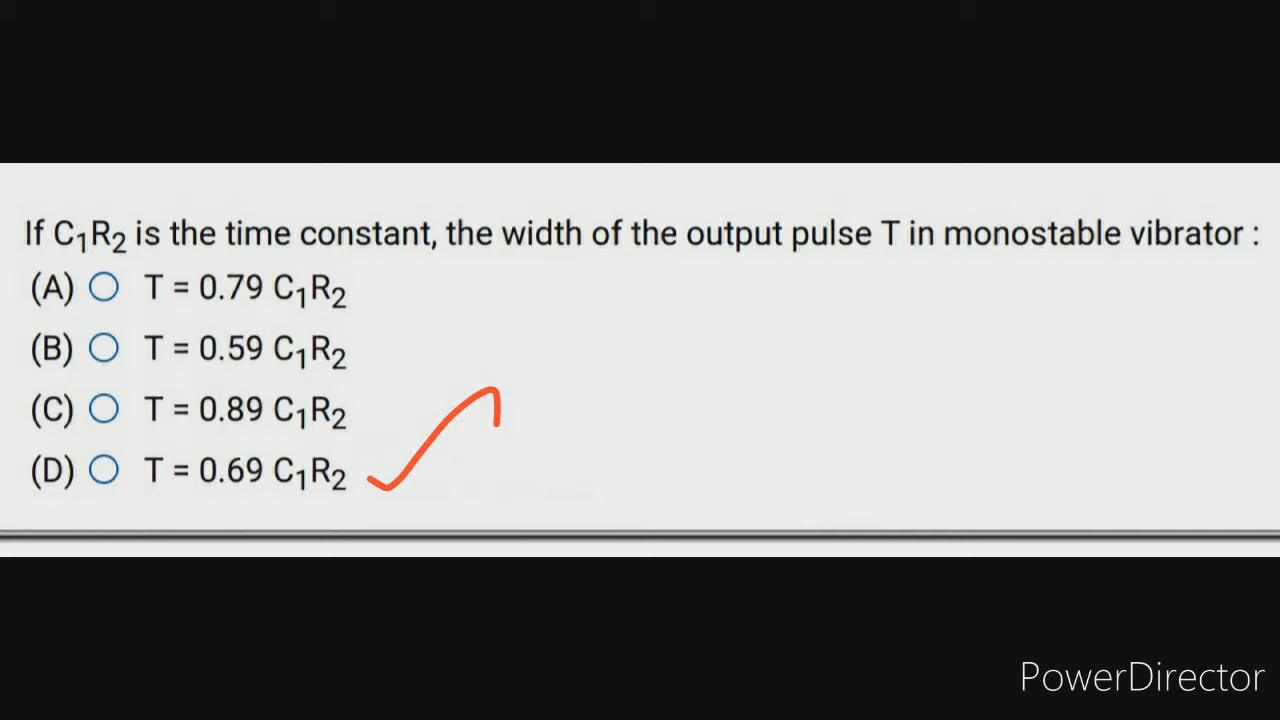 If C₁R₂ is the time constant, the width of the output pulse T in monostable vibrator :
(A) T = 0.79 C₁R₂
(B) T = 0.59 C₁R₂
(C) T = 0.89 C₁R₂
(D) T = 0.69 C₁R₂
PowerDirector